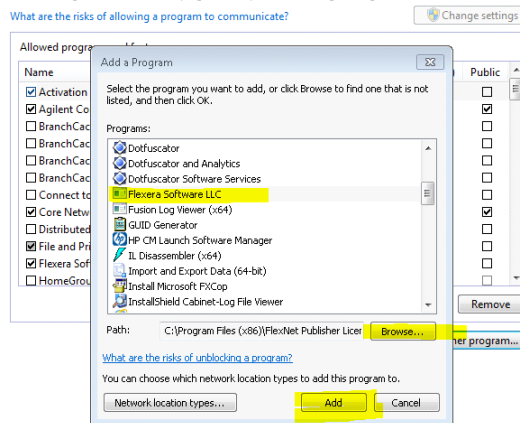 What are the risks of allowing a program to communicate?
Change settings
Allowed progra
Name
Public
Activation
Agilent Co
BranchCac
BranchCac
BranchCac
Connect to
Core Netw
Distributed
File and Pri
Flexera Sof
HomeGrou
Remove
her program...
Add a Program
Select the program you want to add, or click Browse to find one that is not
listed, and then click OK.
Programs:
Dotfuscator
Dotfuscator and Analytics
Dotfuscator Software Services
Flexera Software LLC
Fusion Log Viewer (x64)
GUID Generator
HP CM Launch Software Manager
IL Disassembler (x64)
Import and Export Data (64-bit)
Install Microsoft FXCop
InstallShield Cabinet-Log File Viewer
Path: C:\Program Files (x86)\FlexNet Publisher Licer Browse...
What are the risks of unblocking a program?
You can choose which network location types to add this program to.
Network location types... Add Cancel